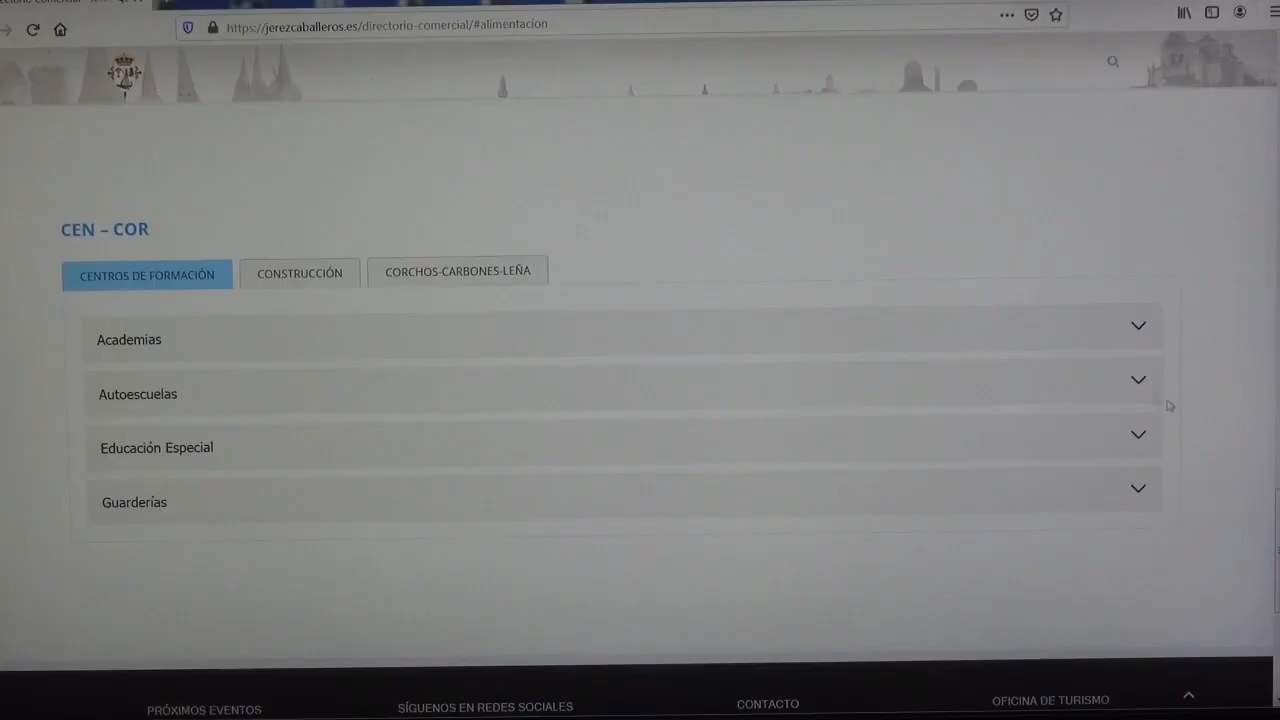 https://jerezcaballeros.es/directorio-comercial/#alimentacion
CEN – COR
CENTROS DE FORMACIÓN
CONSTRUCCIÓN
CORCHOS-CARBONES-LEÑA
Academias
Autoescuelas
Educación Especial
Guarderías
PRÓXIMOS EVENTOS
SÍGUENOS EN REDES SOCIALES
CONTACTO
OFICINA DE TURISMO